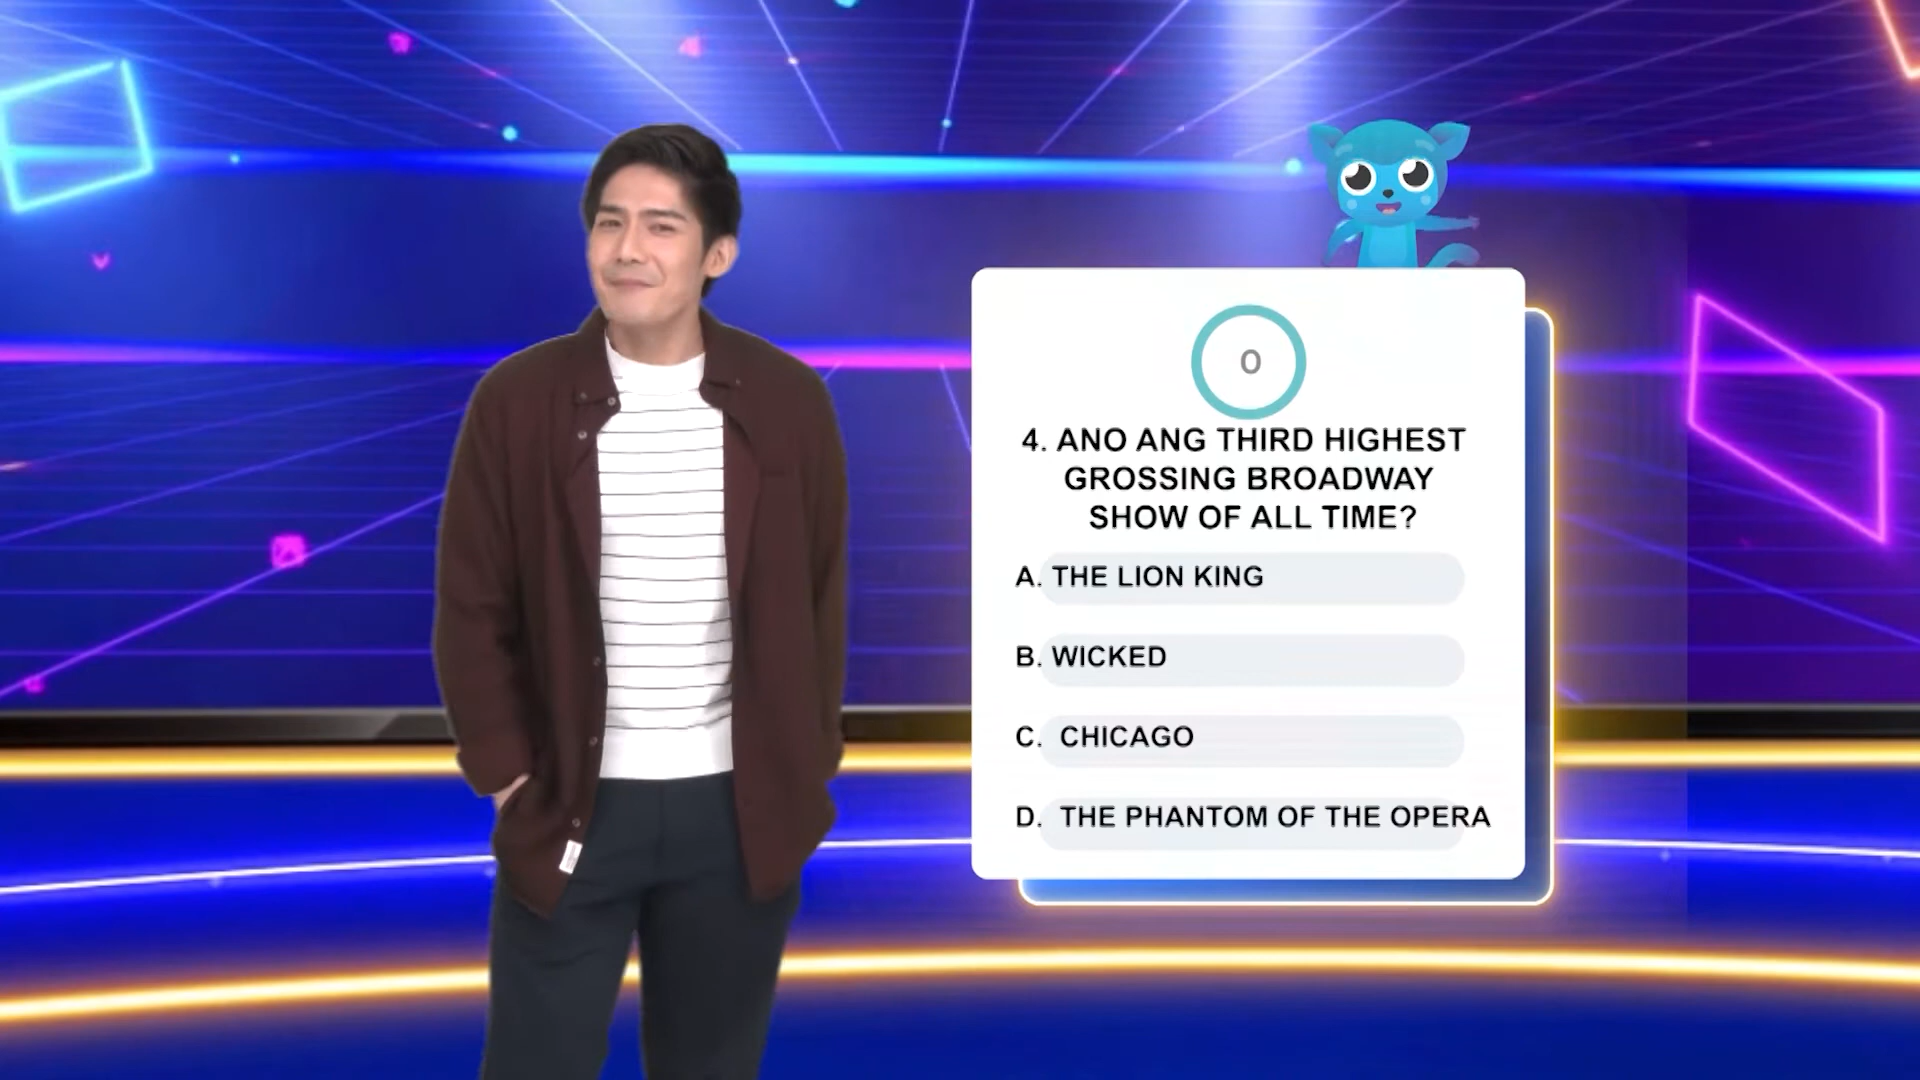 0
4. ANO ANG THIRD HIGHEST
GROSSING BROADWAY
SHOW OF ALL TIME?
A. THE LION KING
B. WICKED
C. CHICAGO
D. THE PHANTOM OF THE OPERA